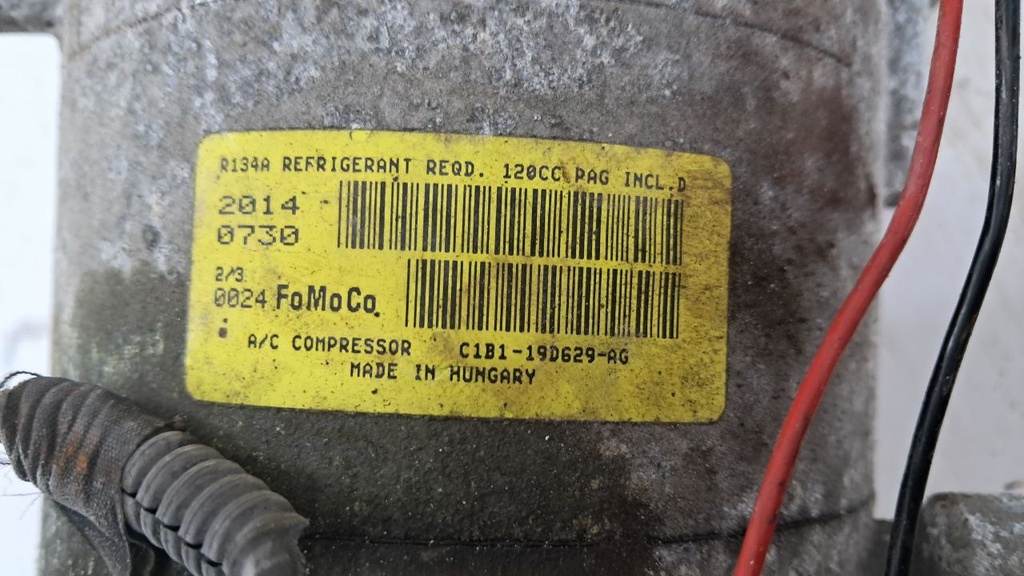 R134A REFRIGERANT REQD. 120CC PAG INCL.D
2014
0730
2/3
0024 FoMoCo
A/C COMPRESSOR C1B1-19D629-AG
MADE IN HUNGARY